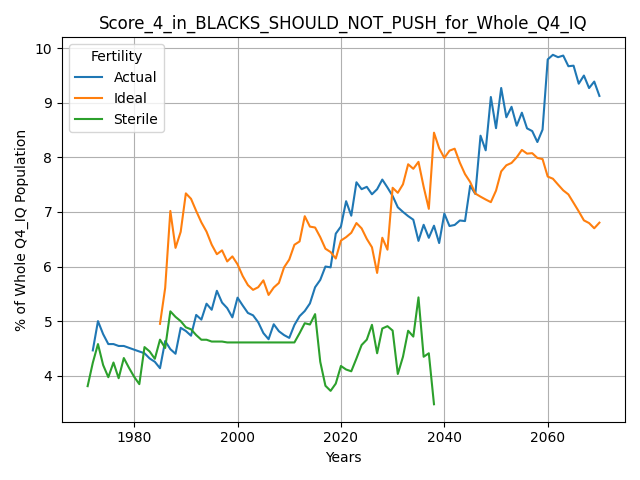 Score_4_in_BLACKS_SHOULD_NOT_PUSH_for_Whole_Q4_IQ
Fertility
Actual
Ideal
Sterile
% of Whole Q4_IQ Population
10
9
8
7
6
5
4
1980
2000
2020
2040
2060
Years